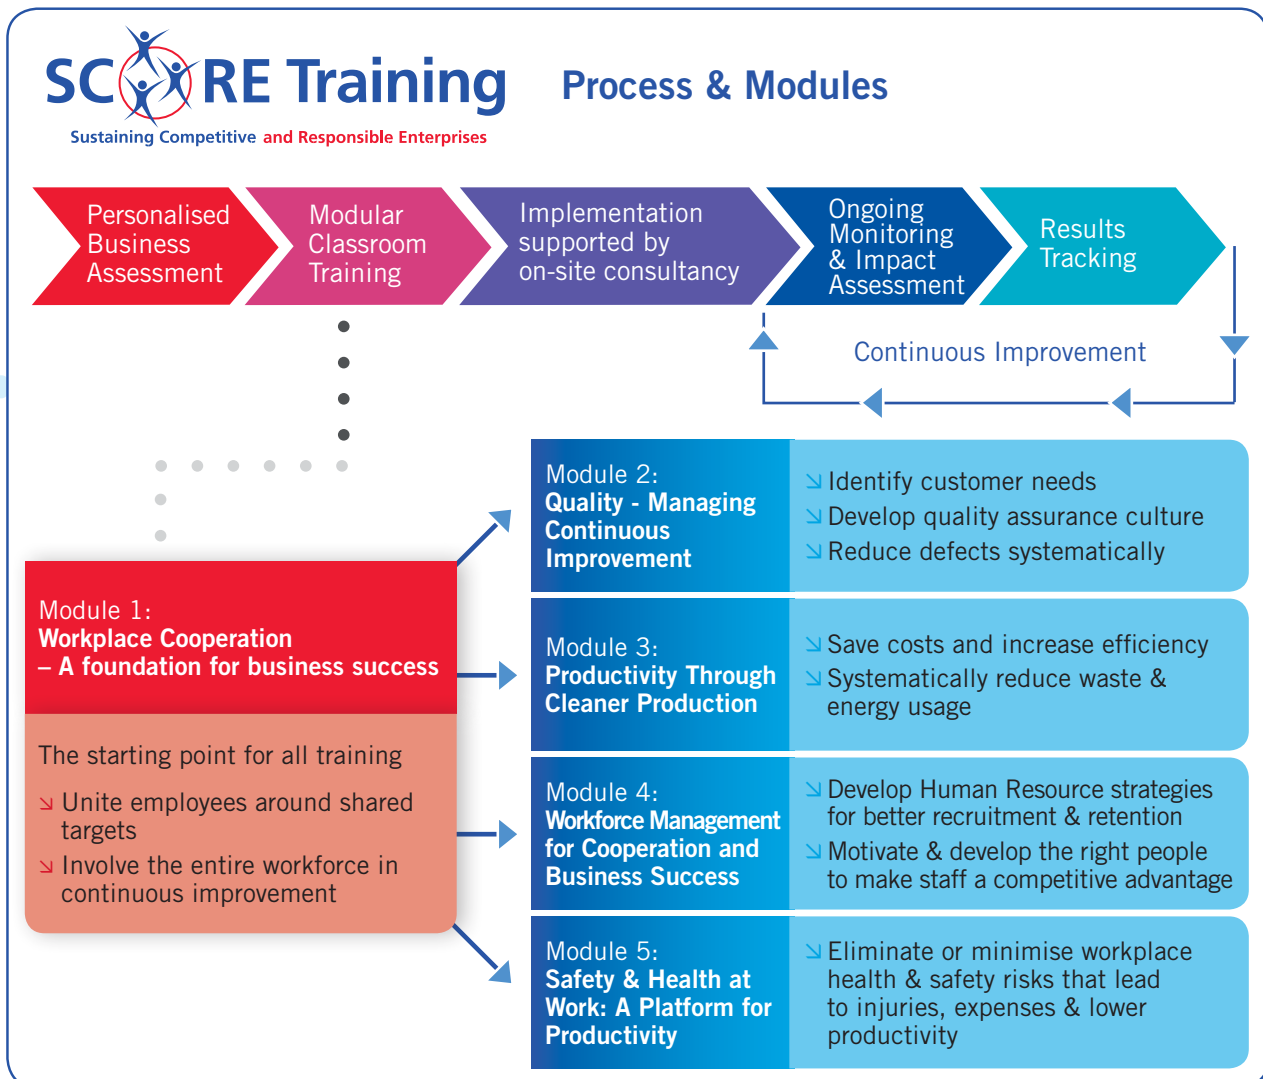 SCORE Training
Sustaining Competitive and Responsible Enterprises
Process & Modules
Personalised
Business
Assessment
Modular
Classroom
Training
Implementation
supported by
on-site consultancy
Ongoing
Monitoring
& Impact
Assessment
Results
Tracking
Continuous Improvement
Module 1:
Workplace Cooperation
– A foundation for business success
The starting point for all training
Unite employees around shared
targets
Involve the entire workforce in
continuous improvement
Module 2:
Quality - Managing
Continuous
Improvement
Identify customer needs
Develop quality assurance culture
Reduce defects systematically
Module 3:
Productivity Through
Cleaner Production
Save costs and increase efficiency
Systematically reduce waste &
energy usage
Module 4:
Workforce Management
for Cooperation and
Business Success
Develop Human Resource strategies
for better recruitment & retention
Motivate & develop the right people
to make staff a competitive advantage
Module 5:
Safety & Health at
Work: A Platform for
Productivity
Eliminate or minimise workplace
health & safety risks that lead
to injuries, expenses & lower
productivity